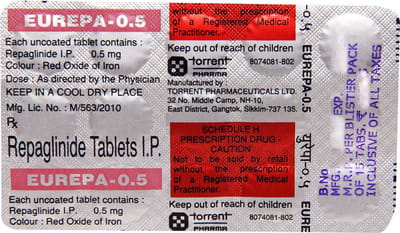 EUREPA-0.5
Each uncoated tablet contains :
Repaglinide I.P. 0.5 mg
Colour : Red Oxide of Iron
Dose : As directed by the Physician
KEEP IN A COOL DRY PLACE
Mfg. Lic. No. : M/563/2010
Rx
Repaglinide Tablets I.P.
EUREPA-0.5
Each uncoated tablet contains :
Repaglinide I.P. 0.5 mg
Colour : Red Oxide of Iron
without the prescription
of a Registered Medical
Practitioner.
Keep out of reach of children
torrent
PHARMA
8074081-802
Manufactured by :
TORRENT PHARMACEUTICALS LTD.
32 No. Middle Camp, NH-10,
East District, Gangtok, Sikkim-737 135.
SCHEDULE H
PRESCRIPTION DRUG -
CAUTION
Not to be sold by retail
without the prescription
of a Registered Medical
Practitioner.
Keep out of reach of children
torrent
PHARMA
8074081-802
EUREPA-0.5
यूरेपा-०.५
EUREPA
B.No
MFG. EXP
M.R.P. PER BLISTER PACK
OF 15 TABS.
INCLUSIVE OF ALL TAXES